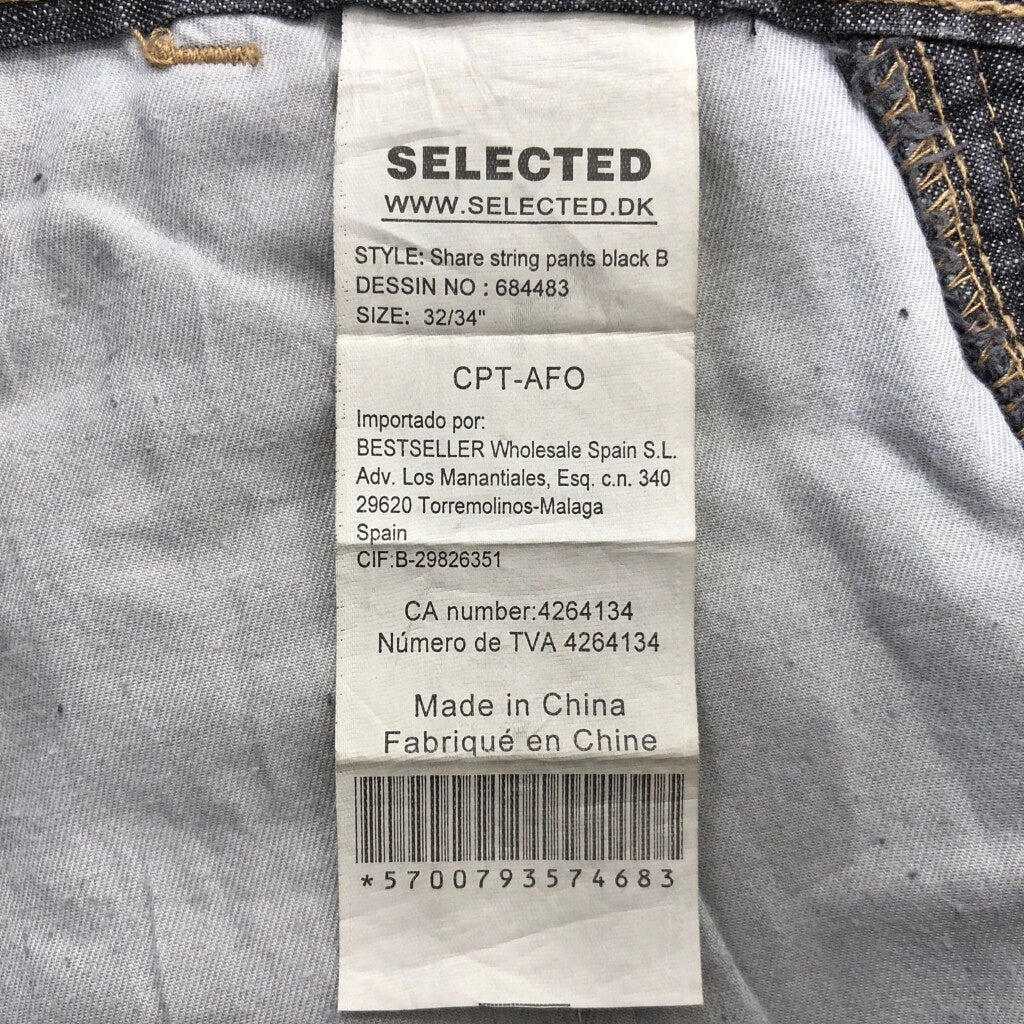 SELECTED
WWW.SELECTED.DK
STYLE: Share string pants black B
DESSIN NO : 684483
SIZE: 32/34"
CPT-AFO
Importado por:
BESTSELLER Wholesale Spain S.L.
Adv. Los Manantiales, Esq. c.n. 340
29620 Torremolinos-Malaga
Spain
CIF:B-29826351
CA number:4264134
Número de TVA 4264134
Made in China
Fabriqué en Chine
*5700793574683